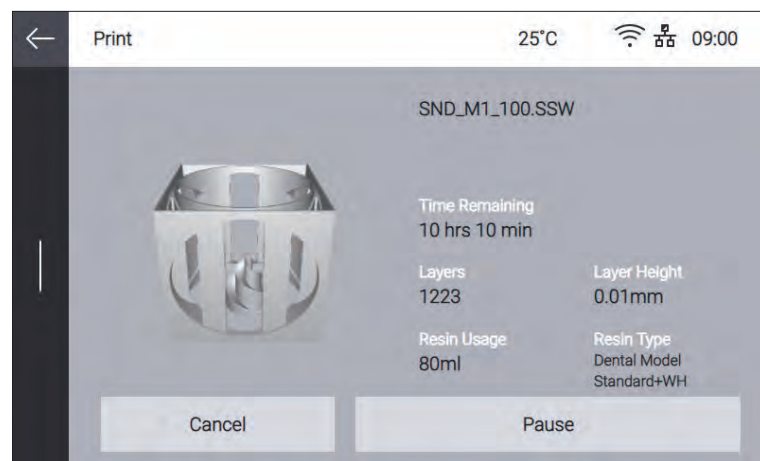 Print 25°C 09:00
SND_M1_100.SSW
Time Remaining
10 hrs 10 min
Layers Layer Height
1223 0.01mm
Resin Usage Resin Type
80ml Dental Model
Standard+WH
Cancel Pause